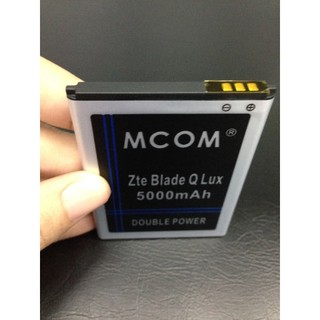 MCOM®
Zte Blade Q Lux
5000mAh
DOUBLE POWER